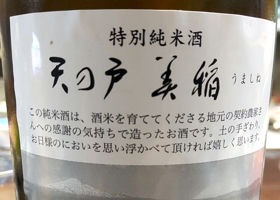 特別純米酒
天の戸 美稲
うましね
この純米酒は、酒米を育ててくださる地元の契約農家さ
んへの感謝の気持ちで造ったお酒です。土の手ざわり、
お日様のにおいを思い浮かべて頂ければ嬉しく思います。